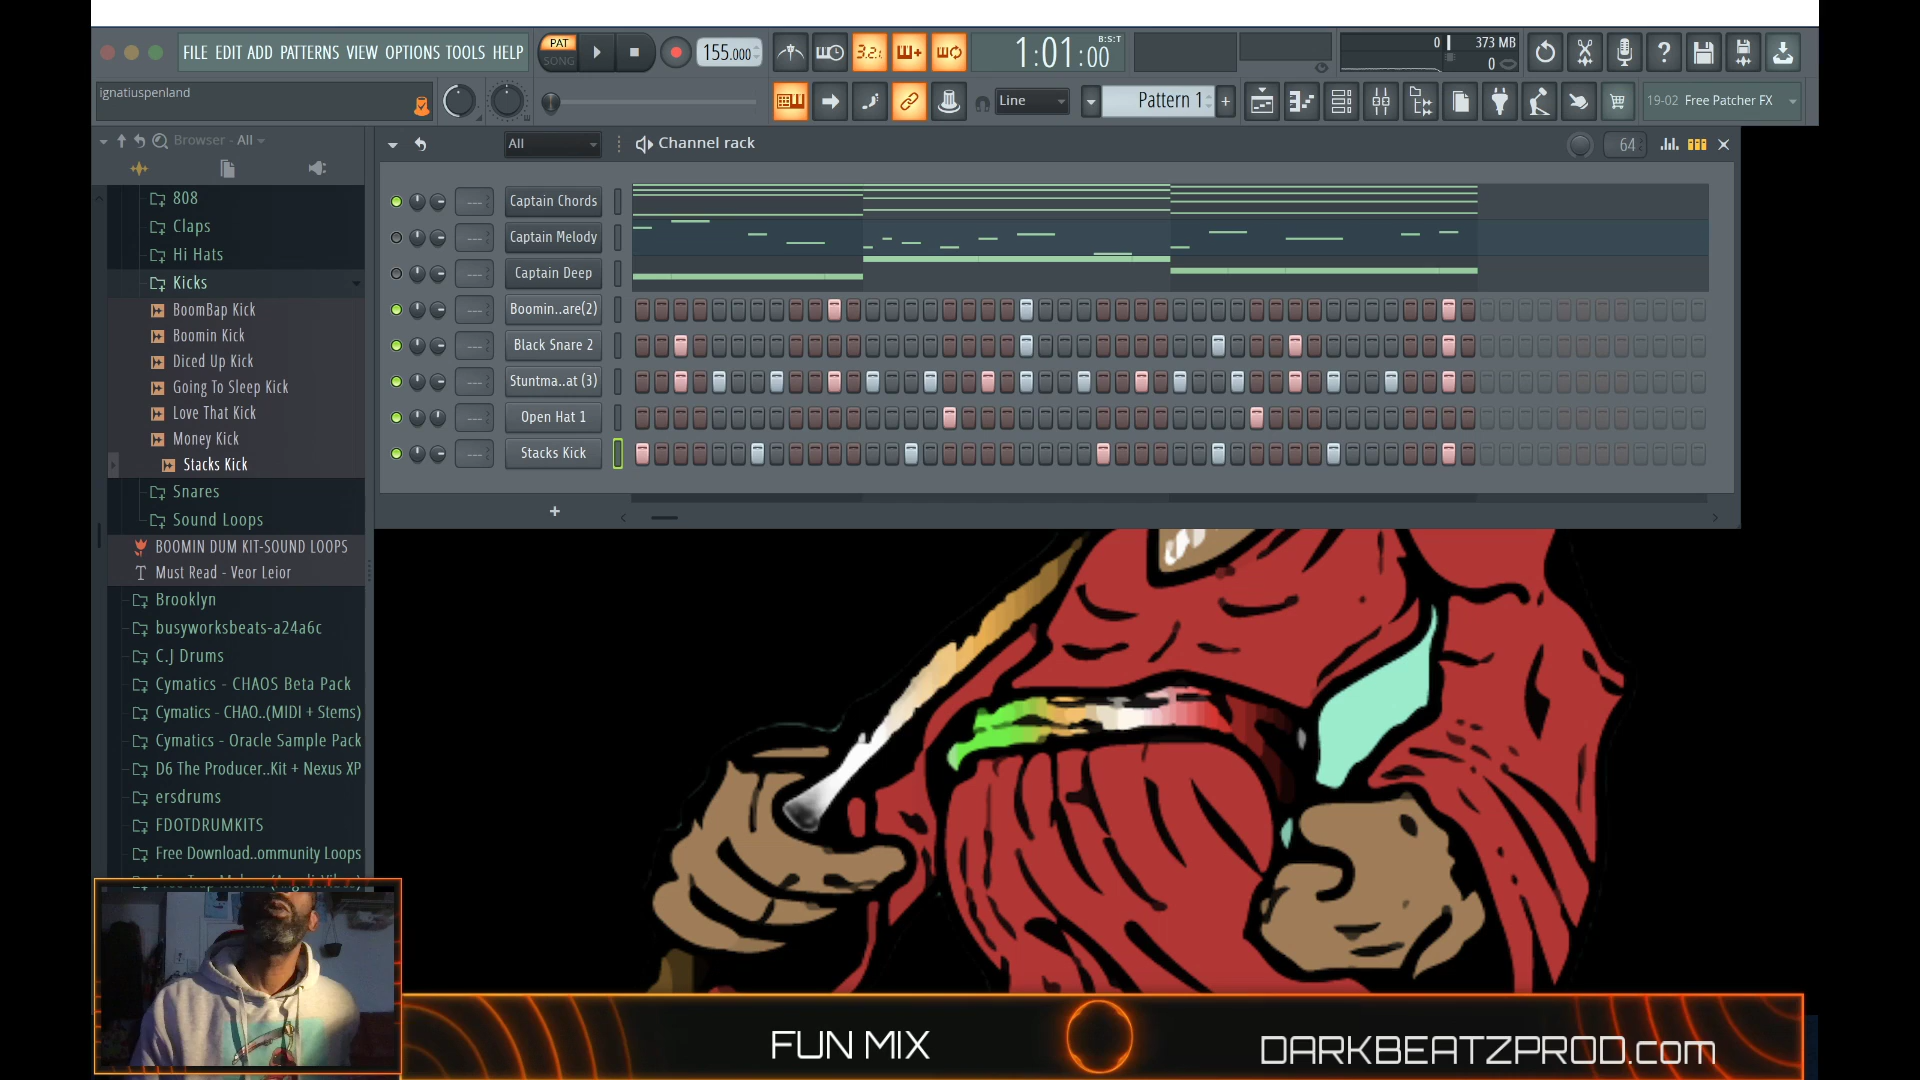 FILE EDIT ADD PATTERNS VIEW OPTIONS TOOLS HELP
PAT
SONG
155.000
3.2.
1:01:00
B:S:T
0
373 MB
0
ignatiuspenland
Line
Pattern 1
+
19-02 Free Patcher FX
Browser - All
All
Channel rack
64
808
Claps
Hi Hats
Kicks
BoomBap Kick
Boomin Kick
Diced Up Kick
Going To Sleep Kick
Love That Kick
Money Kick
Stacks Kick
Snares
Sound Loops
BOOMIN DUM KIT-SOUND LOOPS
Must Read - Veor Leior
Brooklyn
busyworksbeats-a24a6c
C.J Drums
Cymatics - CHAOS Beta Pack
Cymatics - CHAO..(MIDI + Stems)
Cymatics - Oracle Sample Pack
D6 The Producer..Kit + Nexus XP
ersdrums
FDOTDRUMKITS
Free Download..ommunity Loops
Captain Chords
Captain Melody
Captain Deep
Boomin..are(2)
Black Snare 2
Stuntma..at (3)
Open Hat 1
Stacks Kick
+
FUN MIX
DARKBEATZPROD.com